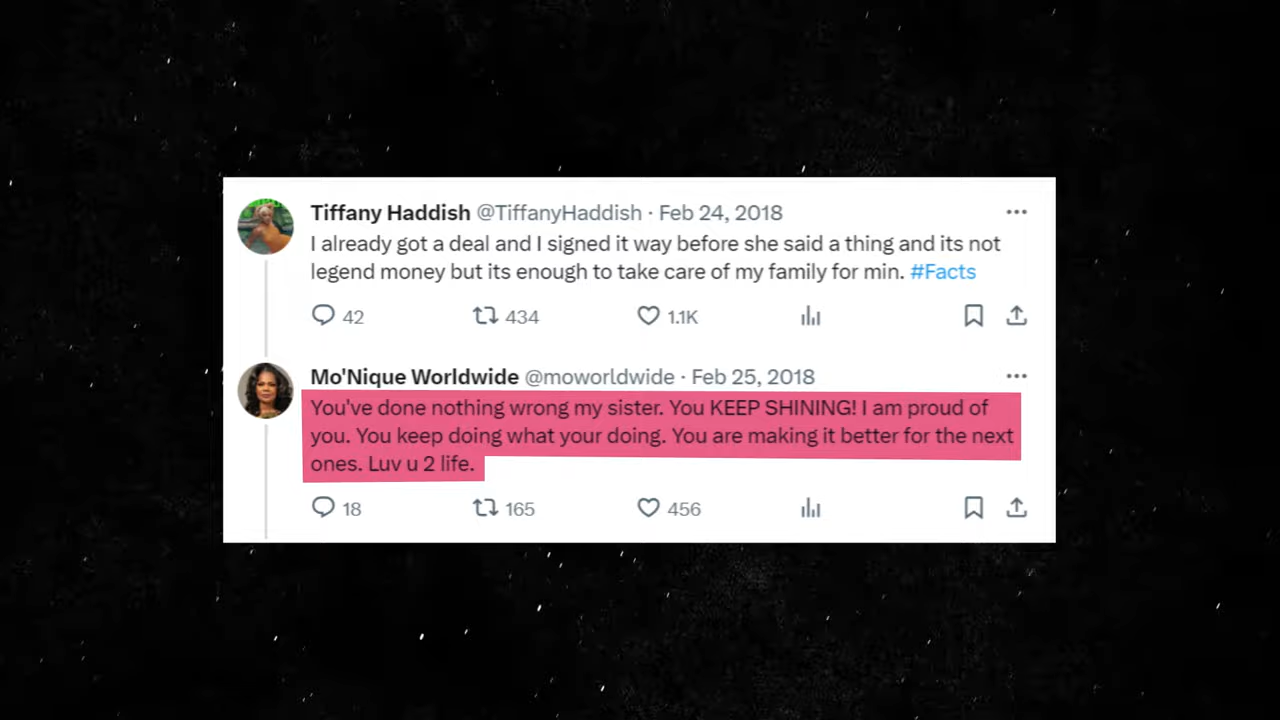 Tiffany Haddish @TiffanyHaddish · Feb 24, 2018
I already got a deal and I signed it way before she said a thing and its not
legend money but its enough to take care of my family for min. #Facts
42 434 1.1K
Mo'Nique Worldwide @moworldwide · Feb 25, 2018
You've done nothing wrong my sister. You KEEP SHINING! I am proud of
you. You keep doing what your doing. You are making it better for the next
ones. Luv u 2 life.
18 165 456